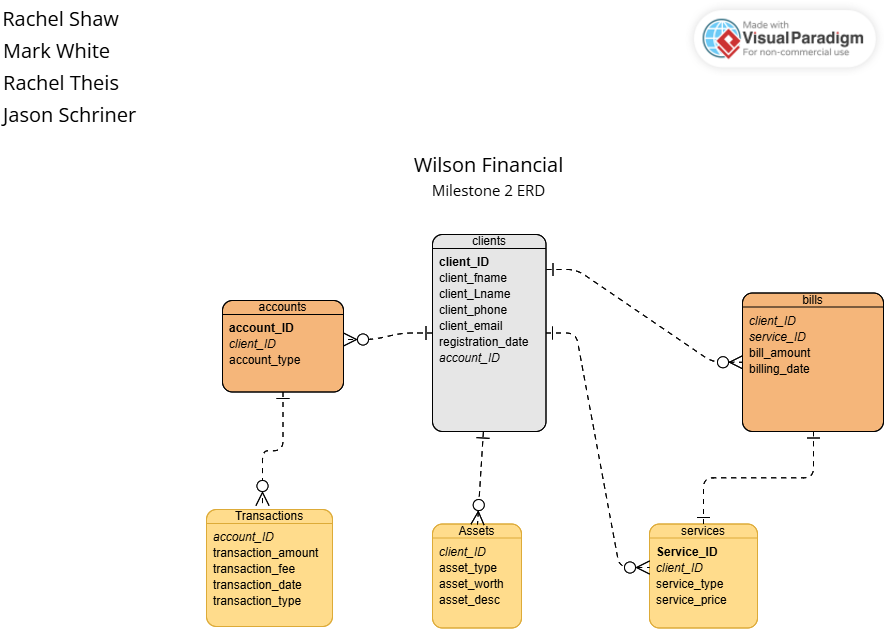 Rachel Shaw
Mark White
Rachel Theis
Jason Schriner
Made with
Visual Paradigm
For non-commercial use
Wilson Financial
Milestone 2 ERD
clients
client_ID
client_fname
client_Lname
client_phone
client_email
registration_date
account_ID
accounts
account_ID
client_ID
account_type
bills
client_ID
service_ID
bill_amount
billing_date
Transactions
account_ID
transaction_amount
transaction_fee
transaction_date
transaction_type
Assets
client_ID
asset_type
asset_worth
asset_desc
services
Service_ID
client_ID
service_type
service_price